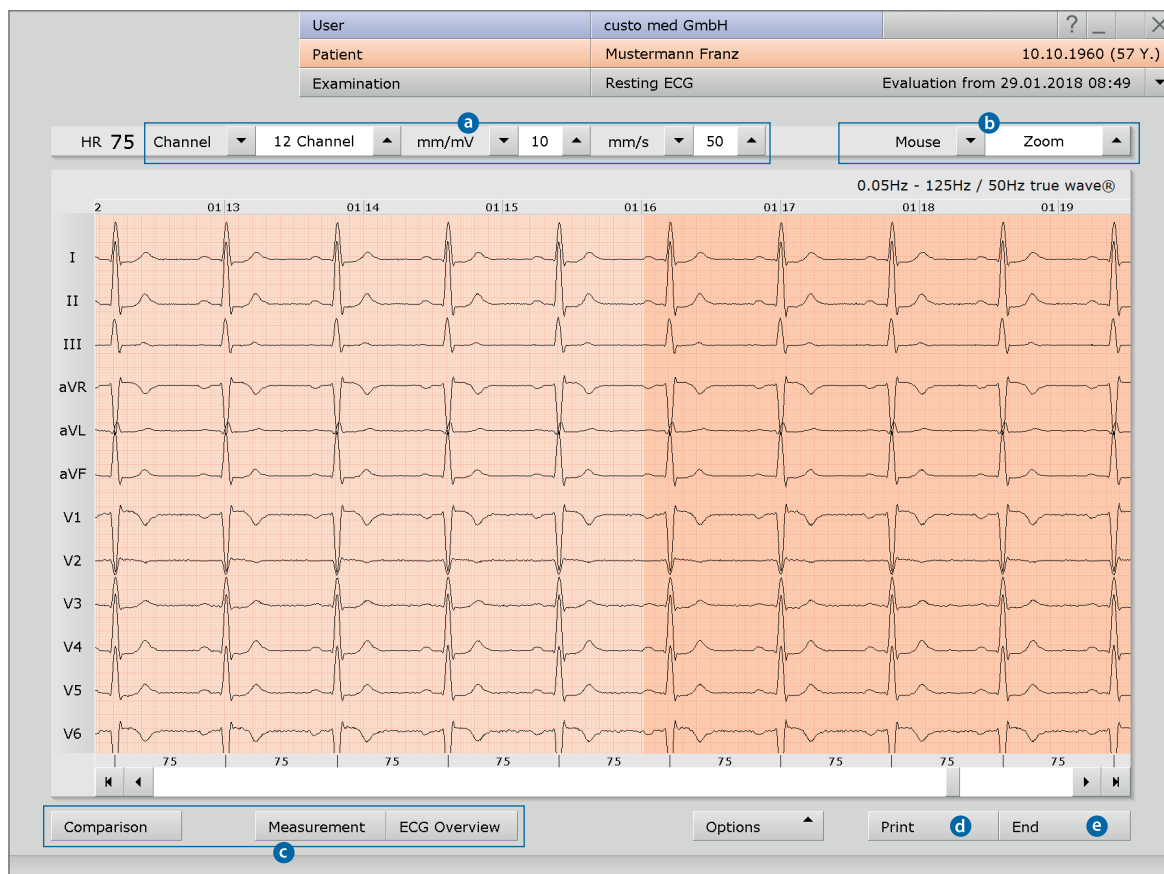 User custo med GmbH ? _ ×
Patient Mustermann Franz 10.10.1960 (57 Y.)
Examination Resting ECG Evaluation from 29.01.2018 08:49
a b
HR 75 Channel 12 Channel mm/mV 10 mm/s 50 Mouse Zoom
0.05Hz - 125Hz / 50Hz true wave®
2 01|13 01|14 01|15 01|16 01|17 01|18 01|19
I
II
III
aVR
aVL
aVF
V1
V2
V3
V4
V5
V6
75 75 75 75 75 75 75 75 75
Comparison Measurement ECG Overview Options Print d End e
c